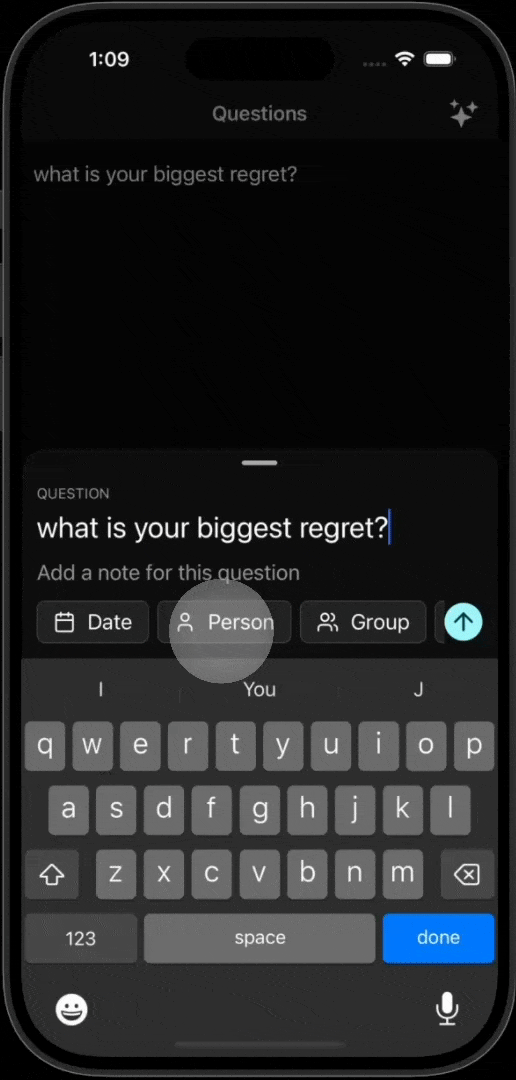 1:09
Questions
what is your biggest regret?
QUESTION
what is your biggest regret?
Add a note for this question
Date Person Group
I You J
q w e r t y u i o p
a s d f g h j k l
z x c v b n m
123 space done